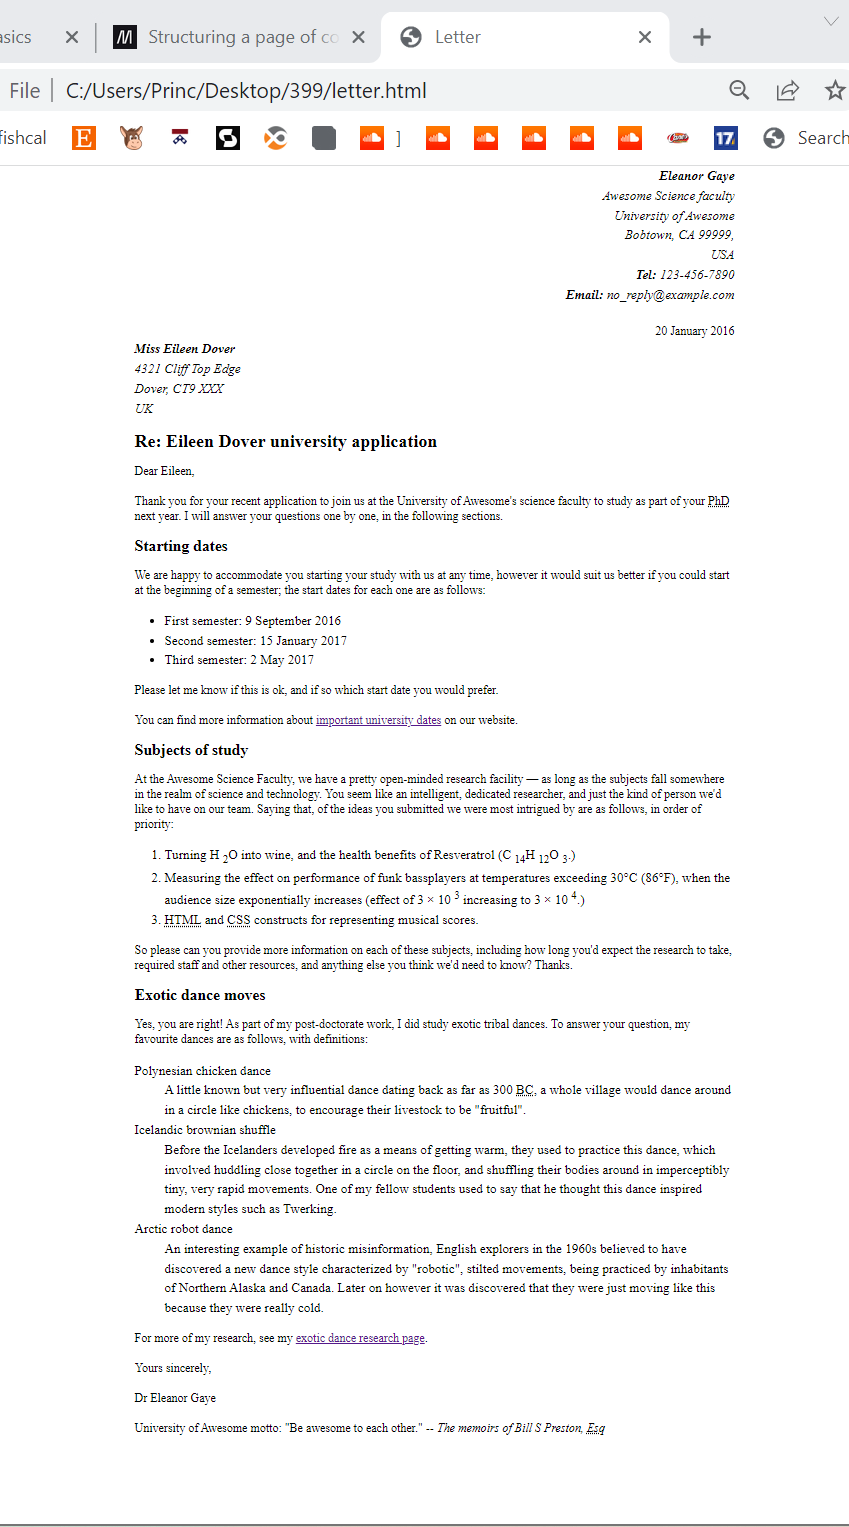 asics
Structuring a page of co
Letter
File
C:/Users/Princ/Desktop/399/letter.html
fishcal
E
]
17
Search
Eleanor Gaye
Awesome Science faculty
University of Awesome
Bobtown, CA 99999,
USA
Tel: 123-456-7890
Email: no_reply@example.com
20 January 2016
Miss Eileen Dover
4321 Cliff Top Edge
Dover, CT9 XXX
UK
Re: Eileen Dover university application
Dear Eileen,
Thank you for your recent application to join us at the University of Awesome's science faculty to study as part of your PhD
next year. I will answer your questions one by one, in the following sections.
Starting dates
We are happy to accommodate you starting your study with us at any time, however it would suit us better if you could start
at the beginning of a semester; the start dates for each one are as follows:
• First semester: 9 September 2016
• Second semester: 15 January 2017
• Third semester: 2 May 2017
Please let me know if this is ok, and if so which start date you would prefer.
You can find more information about important university dates on our website.
Subjects of study
At the Awesome Science Faculty, we have a pretty open-minded research facility — as long as the subjects fall somewhere
in the realm of science and technology. You seem like an intelligent, dedicated researcher, and just the kind of person we'd
like to have on our team. Saying that, of the ideas you submitted we were most intrigued by are as follows, in order of
priority:
1. Turning H ₂O into wine, and the health benefits of Resveratrol (C ₁₄H ₁₂O ₃.)
2. Measuring the effect on performance of funk bassplayers at temperatures exceeding 30°C (86°F), when the
audience size exponentially increases (effect of 3 × 10 ³ increasing to 3 × 10 ⁴.)
3. HTML and CSS constructs for representing musical scores.
So please can you provide more information on each of these subjects, including how long you'd expect the research to take,
required staff and other resources, and anything else you think we'd need to know? Thanks.
Exotic dance moves
Yes, you are right! As part of my post-doctorate work, I did study exotic tribal dances. To answer your question, my
favourite dances are as follows, with definitions:
Polynesian chicken dance
A little known but very influential dance dating back as far as 300 BC, a whole village would dance around
in a circle like chickens, to encourage their livestock to be "fruitful".
Icelandic brownian shuffle
Before the Icelanders developed fire as a means of getting warm, they used to practice this dance, which
involved huddling close together in a circle on the floor, and shuffling their bodies around in imperceptibly
tiny, very rapid movements. One of my fellow students used to say that he thought this dance inspired
modern styles such as Twerking.
Arctic robot dance
An interesting example of historic misinformation, English explorers in the 1960s believed to have
discovered a new dance style characterized by "robotic", stilted movements, being practiced by inhabitants
of Northern Alaska and Canada. Later on however it was discovered that they were just moving like this
because they were really cold.
For more of my research, see my exotic dance research page.
Yours sincerely,
Dr Eleanor Gaye
University of Awesome motto: "Be awesome to each other." -- The memoirs of Bill S Preston, Esq